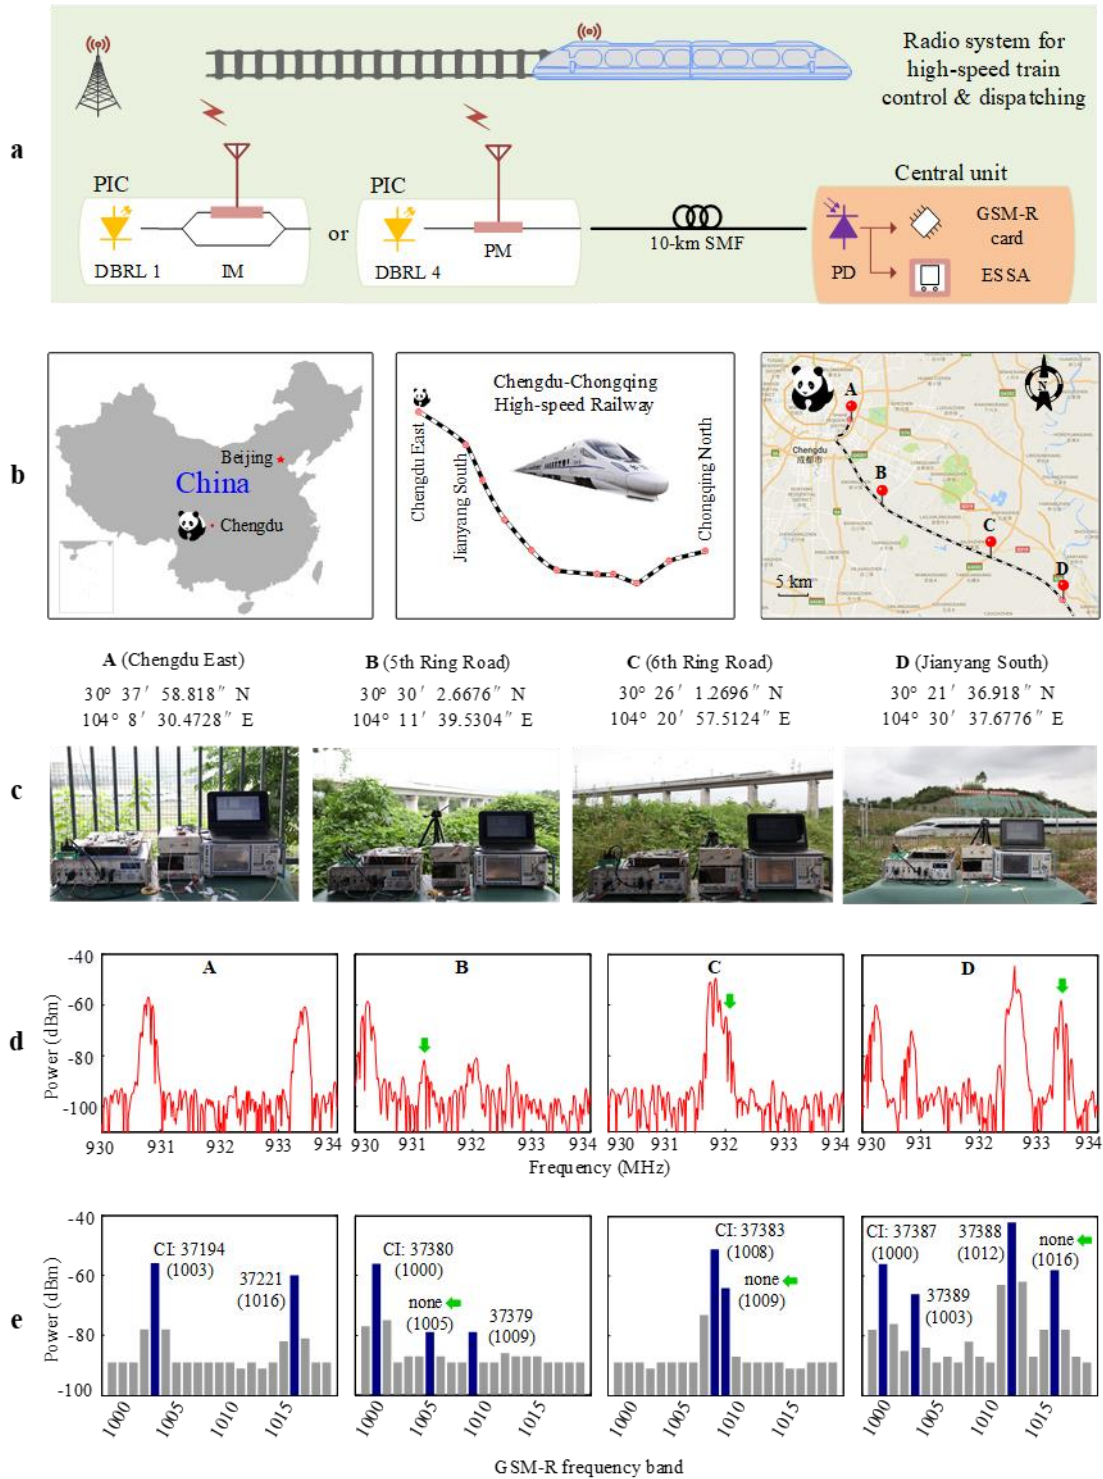 a
Radio system for
high-speed train
control & dispatching
PIC
DBRL 1
IM
or
PIC
DBRL 4
PM
10-km SMF
Central unit
PD
GSM-R
card
ESSA
b
Beijing
China
Chengdu
Chengdu-Chongqing
High-speed Railway
Chengdu East
Jianyang South
Chongqing North
N
Chengdu
成都市
A
B
C
D
5 km
A (Chengdu East)
30° 37′ 58.818″ N
104° 8′ 30.4728″ E
B (5th Ring Road)
30° 30′ 2.6676″ N
104° 11′ 39.5304″ E
C (6th Ring Road)
30° 26′ 1.2696″ N
104° 20′ 57.5124″ E
D (Jianyang South)
30° 21′ 36.918″ N
104° 30′ 37.6776″ E
c
d
Power (dBm)
-40
-60
-80
-100
A
B
C
D
930 931 932 933 934
930 931 932 933 934
930 931 932 933 934
930 931 932 933 934
Frequency (MHz)
e
Power (dBm)
-40
-60
-80
-100
CI: 37194
(1003)
37221
(1016)
CI: 37380
(1000)
none
(1005)
37379
(1009)
CI: 37383
(1008)
none
(1009)
CI: 37387
(1000)
37389
(1003)
37388
(1012)
none
(1016)
1000 1005 1010 1015
1000 1005 1010 1015
1000 1005 1010 1015
1000 1005 1010 1015
GSM-R frequency band